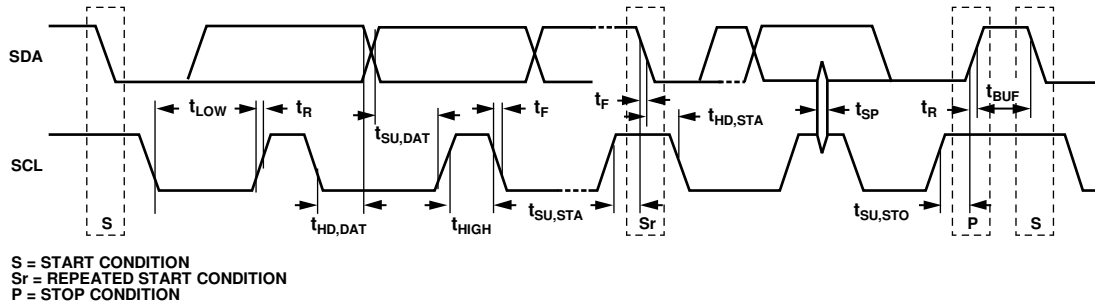 SDA
tLOW
tR
tSU,DAT
tF
tF
tHD,STA
tSP
tR
tBUF
SCL
S
tHD,DAT
tHIGH
tSU,STA
Sr
tSU,STO
P
S
S = START CONDITION
Sr = REPEATED START CONDITION
P = STOP CONDITION